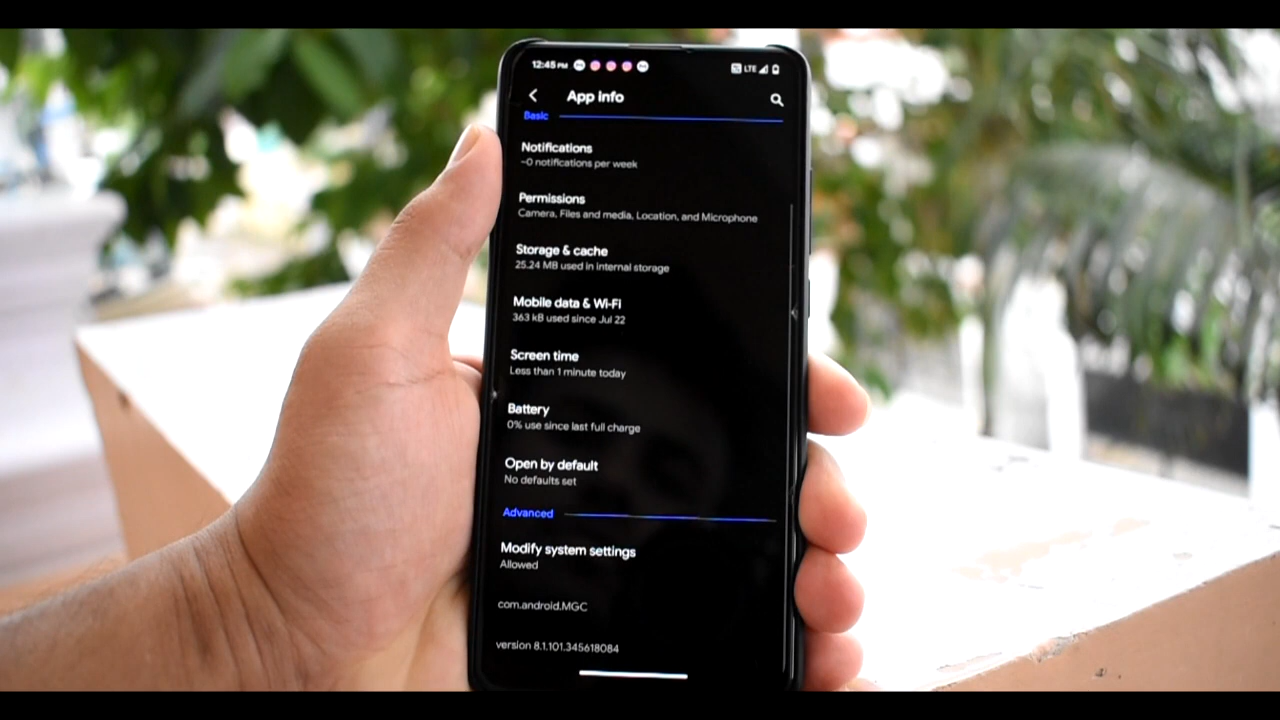 12:45 PM LTE
App info
Basic
Notifications
~0 notifications per week
Permissions
Camera, Files and media, Location, and Microphone
Storage & cache
25.24 MB used in internal storage
Mobile data & Wi-Fi
363 kB used since Jul 22
Screen time
Less than 1 minute today
Battery
0% use since last full charge
Open by default
No defaults set
Advanced
Modify system settings
Allowed
com.android.MGC
version 8.1.101.345618084